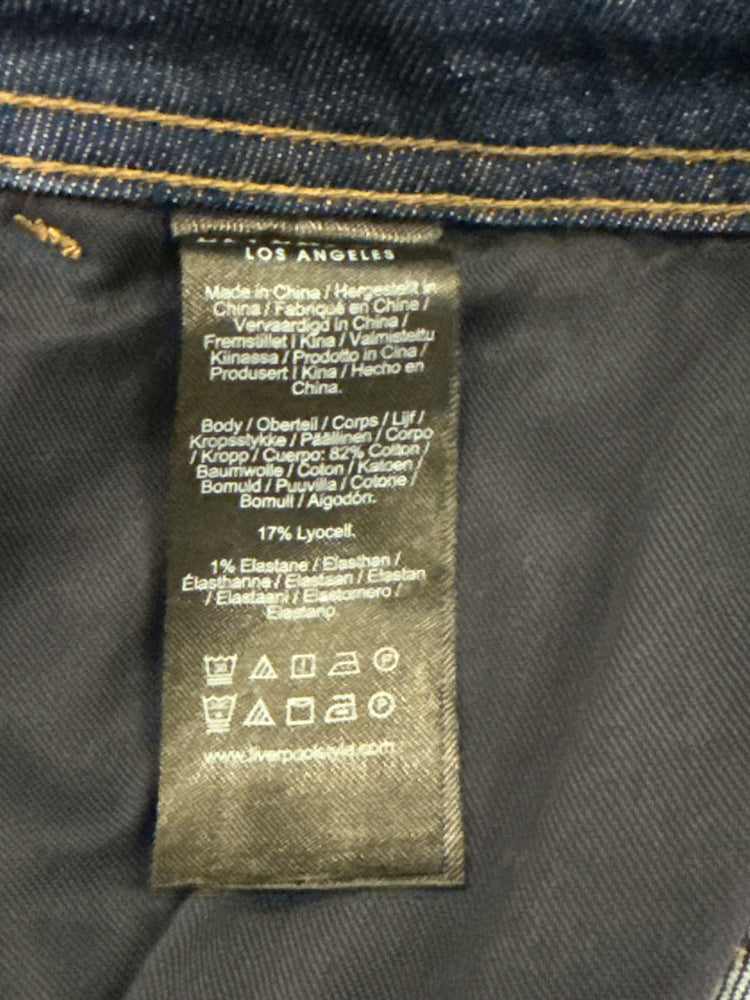 LOS ANGELES
Made in China / Hergestellt in
China / Fabriqué en Chine /
Vervaardigd in China /
Fremstillet i Kina / Valmistettu
Kiinassa / Prodotto in Cina /
Produsert i Kina / Hecho en
China.
Body / Oberteil / Corps / Lijf /
Kropsstykke / Päällinen / Corpo
/ Kropp / Cuerpo: 82% Cotton /
Baumwolle / Coton / Katoen /
Bomuld / Puuvilla / Cotone /
Bomull / Algodón.
17% Lyocell.
1% Elastane / Elasthan /
Élasthanne / Elastaan / Elastan
/ Elastaani / Elastomero /
Elastano
www.liverpoolstyle.com